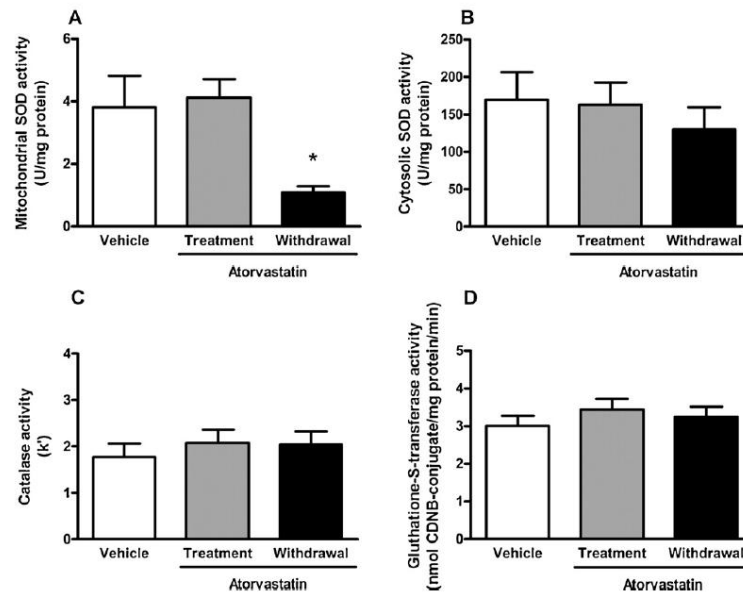 A
Mitochondrial SOD activity
(U/mg protein)
6
4
2
0
*
Vehicle
Treatment
Withdrawal
Atorvastatin
B
Cytosolic SOD activity
(U/mg protein)
250
200
150
100
50
0
Vehicle
Treatment
Withdrawal
Atorvastatin
C
Catalase activity
(k')
4
3
2
1
0
Vehicle
Treatment
Withdrawal
Atorvastatin
D
Gluthatione-S-transferase activity
(nmol CDNB-conjugate/mg protein/min)
5
4
3
2
1
0
Vehicle
Treatment
Withdrawal
Atorvastatin